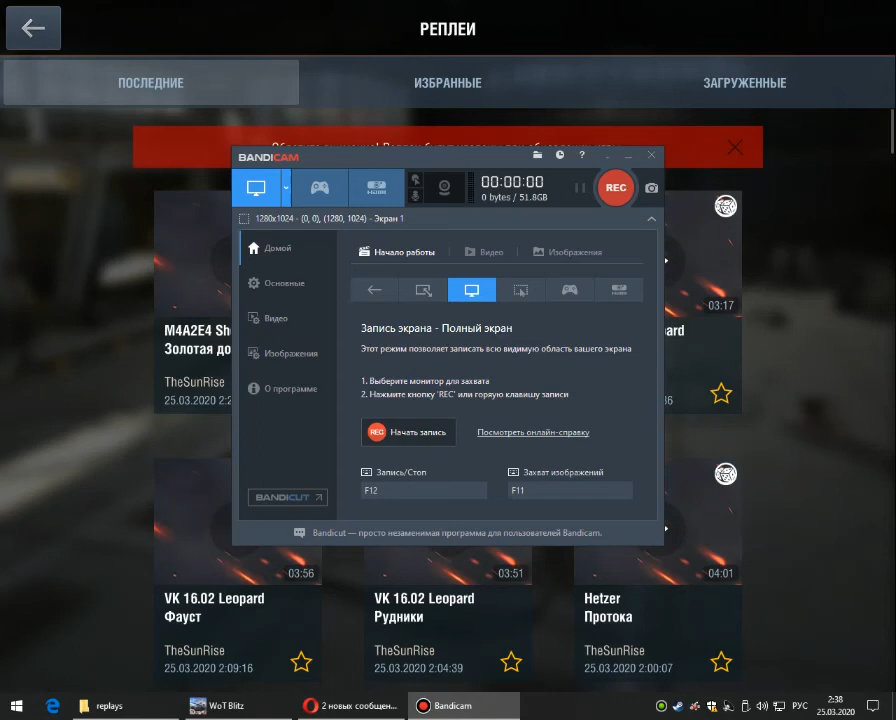 РЕПЛЕИ
ПОСЛЕДНИЕ
ИЗБРАННЫЕ
ЗАГРУЖЕННЫЕ
BANDICAM
00:00:00
0 bytes / 51.8GB
REC
HDMI
1280x1024 - (0, 0), (1280, 1024) - Экран 1
Домой
Основные
Видео
Изображения
О программе
BANDICUT
Начало работы
Видео
Изображения
Запись экрана - Полный экран
Этот режим позволяет записать всю видимую область вашего экрана
1. Выберите монитор для захвата
2. Нажмите кнопку 'REC' или горячую клавишу записи
REC Начать запись
Посмотреть онлайн-справку
Запись/Стоп
F12
Захват изображений
F11
Bandicut — просто незаменимая программа для пользователей Bandicam.
M4A2E4 Sh
Золотая до
TheSunRise
25.03.2020 2:2
03:17
ard
36
03:56
VK 16.02 Leopard
Фауст
TheSunRise
25.03.2020 2:09:16
03:51
VK 16.02 Leopard
Рудники
TheSunRise
25.03.2020 2:04:39
04:01
Hetzer
Протока
TheSunRise
25.03.2020 2:00:07
replays
WoT Blitz
2 новых сообщен...
Bandicam
РУС
2:38
25.03.2020